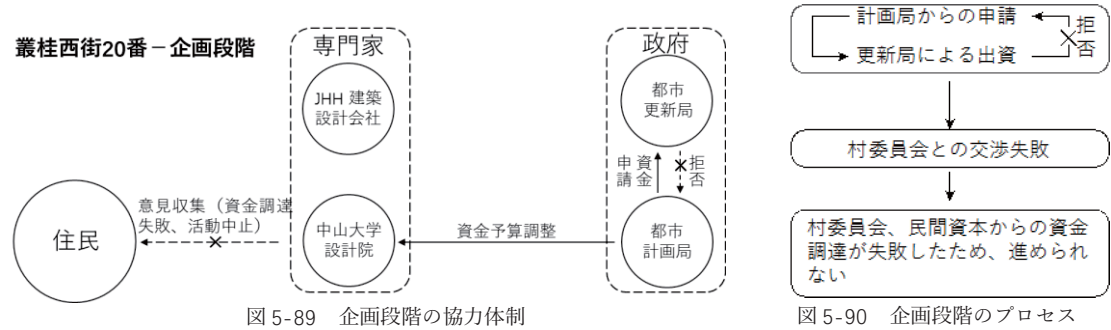 叢桂西街20番－企画段階
専門家
JHH 建築
設計会社
中山大学
設計院
政府
都市
更新局
申請
資金
拒否
都市
計画局
資金予算調整
意見収集（資金調達
失敗、活動中止）
住民
図 5-89　企画段階の協力体制
計画局からの申請
更新局による出資
拒否
村委員会との交渉失敗
村委員会、民間資本からの資金
調達が失敗したため、進められ
ない
図 5-90　企画段階のプロセス